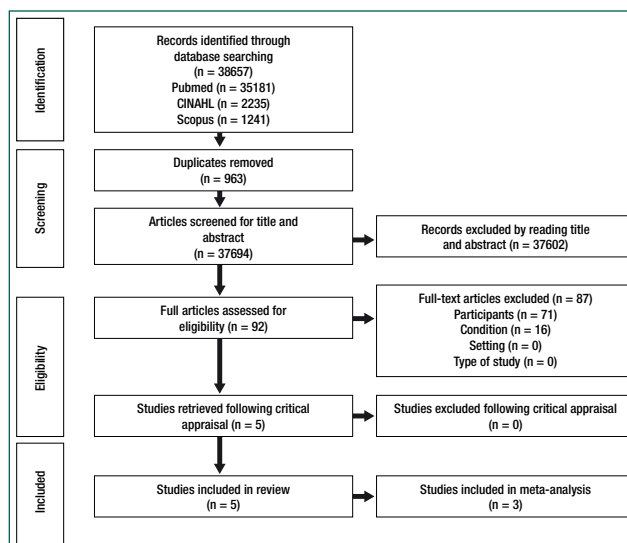 Identification
Records identified through
database searching
(n = 38657)
Pubmed = 35181)
CINAHL = 2235)
Scopus = 1241)
Screening
Duplicates removed
(n = 963)
Articles screened for title and
abstract
(n = 37694)
Records excluded by reading title
and abstract (n = 37602)
Eligibility
Full articles assessed for
eligibility (n = 92)
Full-text articles excluded (n = 87)
Participants (n = 71)
Condition (n = 16)
Setting (n = 0)
Type of study (n = 0)
Studies retrieved following critical
appraisal (n = 5)
Studies excluded following critical appraisal
(n = 0)
Included
Studies included in review
(n = 5)
Studies included in meta-analysis
(n = 3)